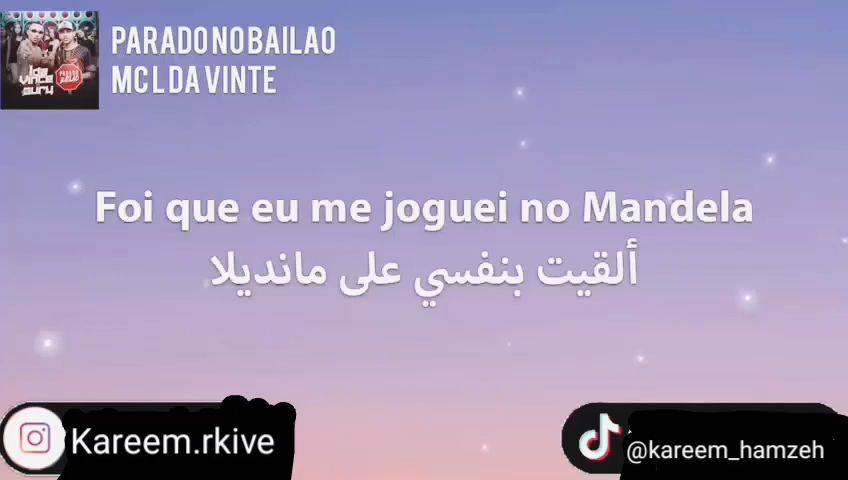 PARADO NO BAILAO
MC L DA VINTE
Foi que eu me joguei no Mandela
ألقيت بنفسي على مانديلا
Kareem.rkive
@kareem_hamzeh